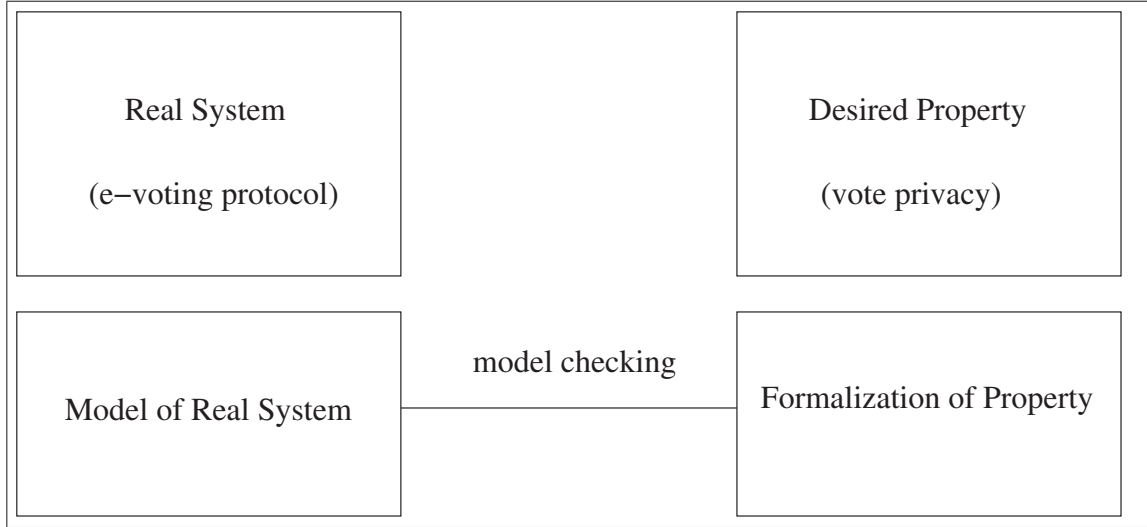 Real System
(e−voting protocol)
Desired Property
(vote privacy)
Model of Real System
model checking
Formalization of Property